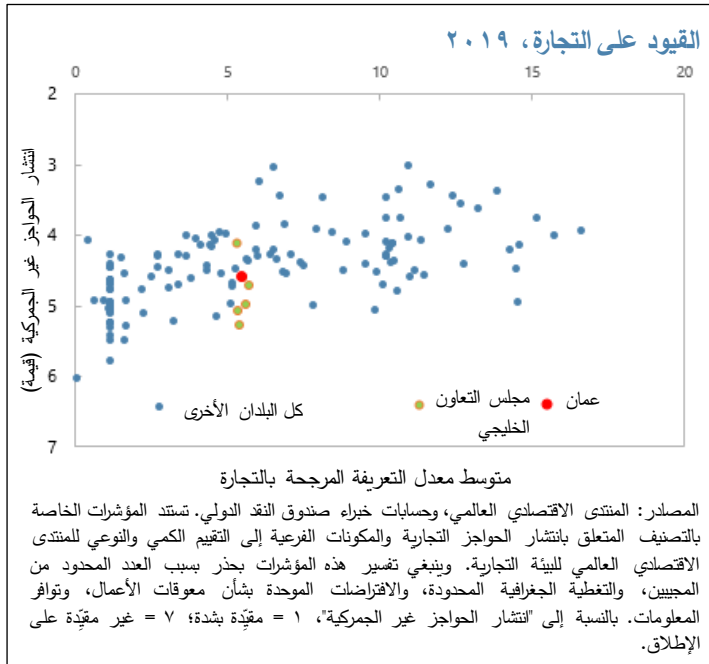 القيود على التجارة، ٢٠١٩
0 5 10 15 20
2
3
4
5
6
7
انتشار الحواجز غير الجمركية (قيمة)
كل البلدان الأخرى
مجلس التعاون
الخليجي
عمان
متوسط معدل التعريفة المرجحة بالتجارة
المصادر: المنتدى الاقتصادي العالمي، وحسابات خبراء صندوق النقد الدولي. تستند المؤشرات الخاصة
بالتصنيف المتعلق بانتشار الحواجز التجارية والمكونات الفرعية إلى التقييم الكمي والنوعي للمنتدى
الاقتصادي العالمي للبيئة التجارية. وينبغي تفسير هذه المؤشرات بحذر بسبب العدد المحدود من
المجيبين، والتغطية الجغرافية المحدودة، والافتراضات الموحدة بشأن معوقات الأعمال، وتوافر
المعلومات. بالنسبة إلى "انتشار الحواجز غير الجمركية"، ١ = مقيِّدة بشدة؛ ٧ = غير مقيِّدة على
الإطلاق.